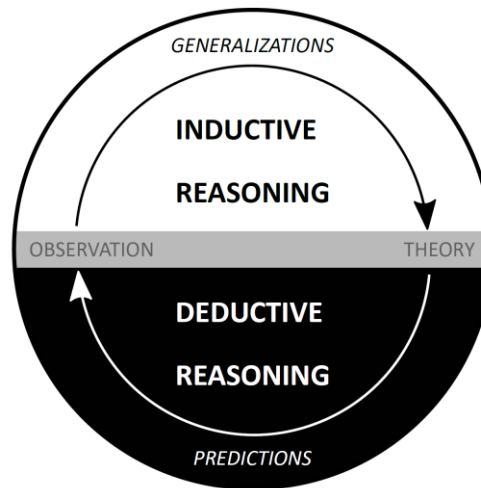 GENERALIZATIONS
INDUCTIVE
REASONING
OBSERVATION THEORY
DEDUCTIVE
REASONING
PREDICTIONS